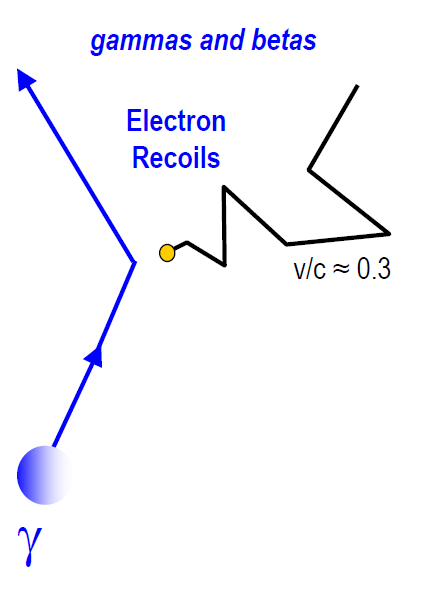 gammas and betas
Electron
Recoils
v/c ≈ 0.3
γ